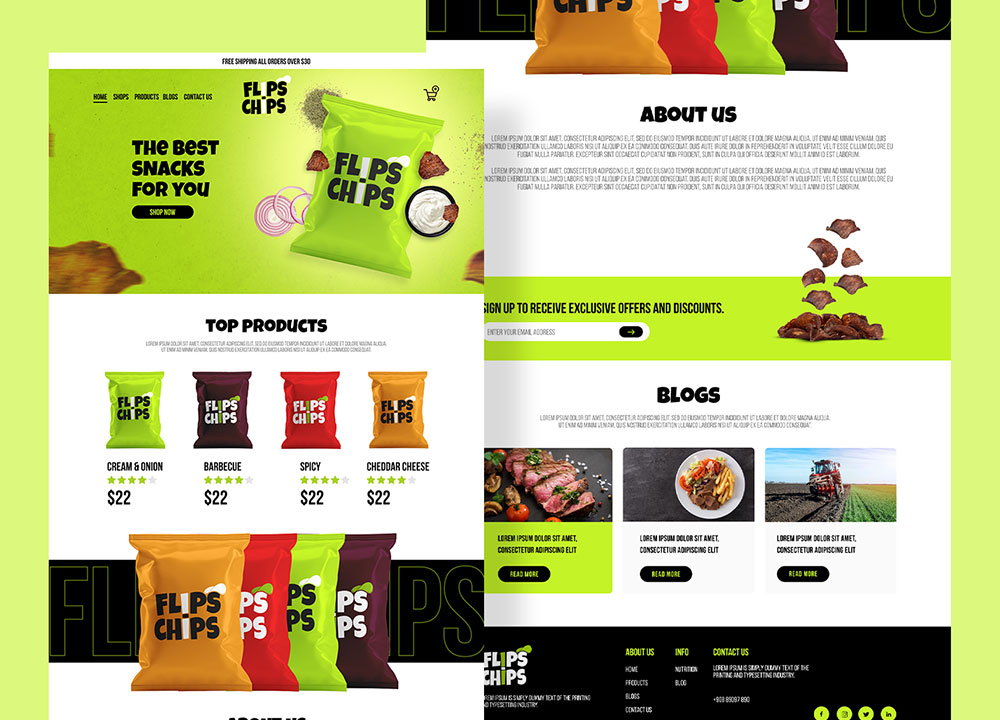 FREE SHIPPING ALL ORDERS OVER $30
HOME SHOPS PRODUCTS BLOGS CONTACT US
FLIPS
CHIPS
THE BEST
SNACKS
FOR YOU
SHOP NOW
FLIPS
CHIPS
TOP PRODUCTS
LOREM IPSUM DOLOR SIT AMET, CONSECTETUR ADIPISCING ELIT, SED DO EIUSMOD TEMPOR INCIDIDUNT UT LABORE ET DOLORE MAGNA ALIQUA.
UT ENIM AD MINIM VENIAM, QUIS NOSTRUD EXERCITATION ULLAMCO LABORIS NISI UT ALIQUIP EX EA COMMODO CONSEQUAT.
FLIPS
CHIPS
FLIPS
CHIPS
FLIPS
CHIPS
FLIPS
CHIPS
CREAM & ONION BARBECUE SPICY CHEDDAR CHEESE
$22 $22 $22 $22
FLIPS
CHIPS
PS
PS
PS
PS
PS
PS
ABOUT US
CHIPS
ABOUT US
LOREM IPSUM DOLOR SIT AMET, CONSECTETUR ADIPISCING ELIT, SED DO EIUSMOD TEMPOR INCIDIDUNT UT LABORE ET DOLORE MAGNA ALIQUA. UT ENIM AD MINIM VENIAM, QUIS
NOSTRUD EXERCITATION ULLAMCO LABORIS NISI UT ALIQUIP EX EA COMMODO CONSEQUAT. DUIS AUTE IRURE DOLOR IN REPREHENDERIT IN VOLUPTATE VELIT ESSE CILLUM DOLORE EU
FUGIAT NULLA PARIATUR. EXCEPTEUR SINT OCCAECAT CUPIDATAT NON PROIDENT, SUNT IN CULPA QUI OFFICIA DESERUNT MOLLIT ANIM ID EST LABORUM.
LOREM IPSUM DOLOR SIT AMET, CONSECTETUR ADIPISCING ELIT, SED DO EIUSMOD TEMPOR INCIDIDUNT UT LABORE ET DOLORE MAGNA ALIQUA. UT ENIM AD MINIM VENIAM, QUIS
NOSTRUD EXERCITATION ULLAMCO LABORIS NISI UT ALIQUIP EX EA COMMODO CONSEQUAT. DUIS AUTE IRURE DOLOR IN REPREHENDERIT IN VOLUPTATE VELIT ESSE CILLUM DOLORE EU
FUGIAT NULLA PARIATUR. EXCEPTEUR SINT OCCAECAT CUPIDATAT NON PROIDENT, SUNT IN CULPA QUI OFFICIA DESERUNT MOLLIT ANIM ID EST LABORUM.
SIGN UP TO RECEIVE EXCLUSIVE OFFERS AND DISCOUNTS.
ENTER YOUR EMAIL ADDRESS
BLOGS
LOREM IPSUM DOLOR SIT AMET, CONSECTETUR ADIPISCING ELIT, SED DO EIUSMOD TEMPOR INCIDIDUNT UT LABORE ET DOLORE MAGNA ALIQUA.
UT ENIM AD MINIM VENIAM, QUIS NOSTRUD EXERCITATION ULLAMCO LABORIS NISI UT ALIQUIP EX EA COMMODO CONSEQUAT.
LOREM IPSUM DOLOR SIT AMET,
CONSECTETUR ADIPISCING ELIT
READ MORE
LOREM IPSUM DOLOR SIT AMET,
CONSECTETUR ADIPISCING ELIT
READ MORE
LOREM IPSUM DOLOR SIT AMET,
CONSECTETUR ADIPISCING ELIT
READ MORE
FLIPS
CHIPS
LOREM IPSUM IS SIMPLY DUMMY TEXT OF THE PRINTING
AND TYPESETTING INDUSTRY.
ABOUT US
HOME
PRODUCTS
BLOGS
CONTACT US
INFO
NUTRITION
BLOG
CONTACT US
LOREM IPSUM IS SIMPLY DUMMY TEXT OF THE
PRINTING AND TYPESETTING INDUSTRY.
+908 89097 890